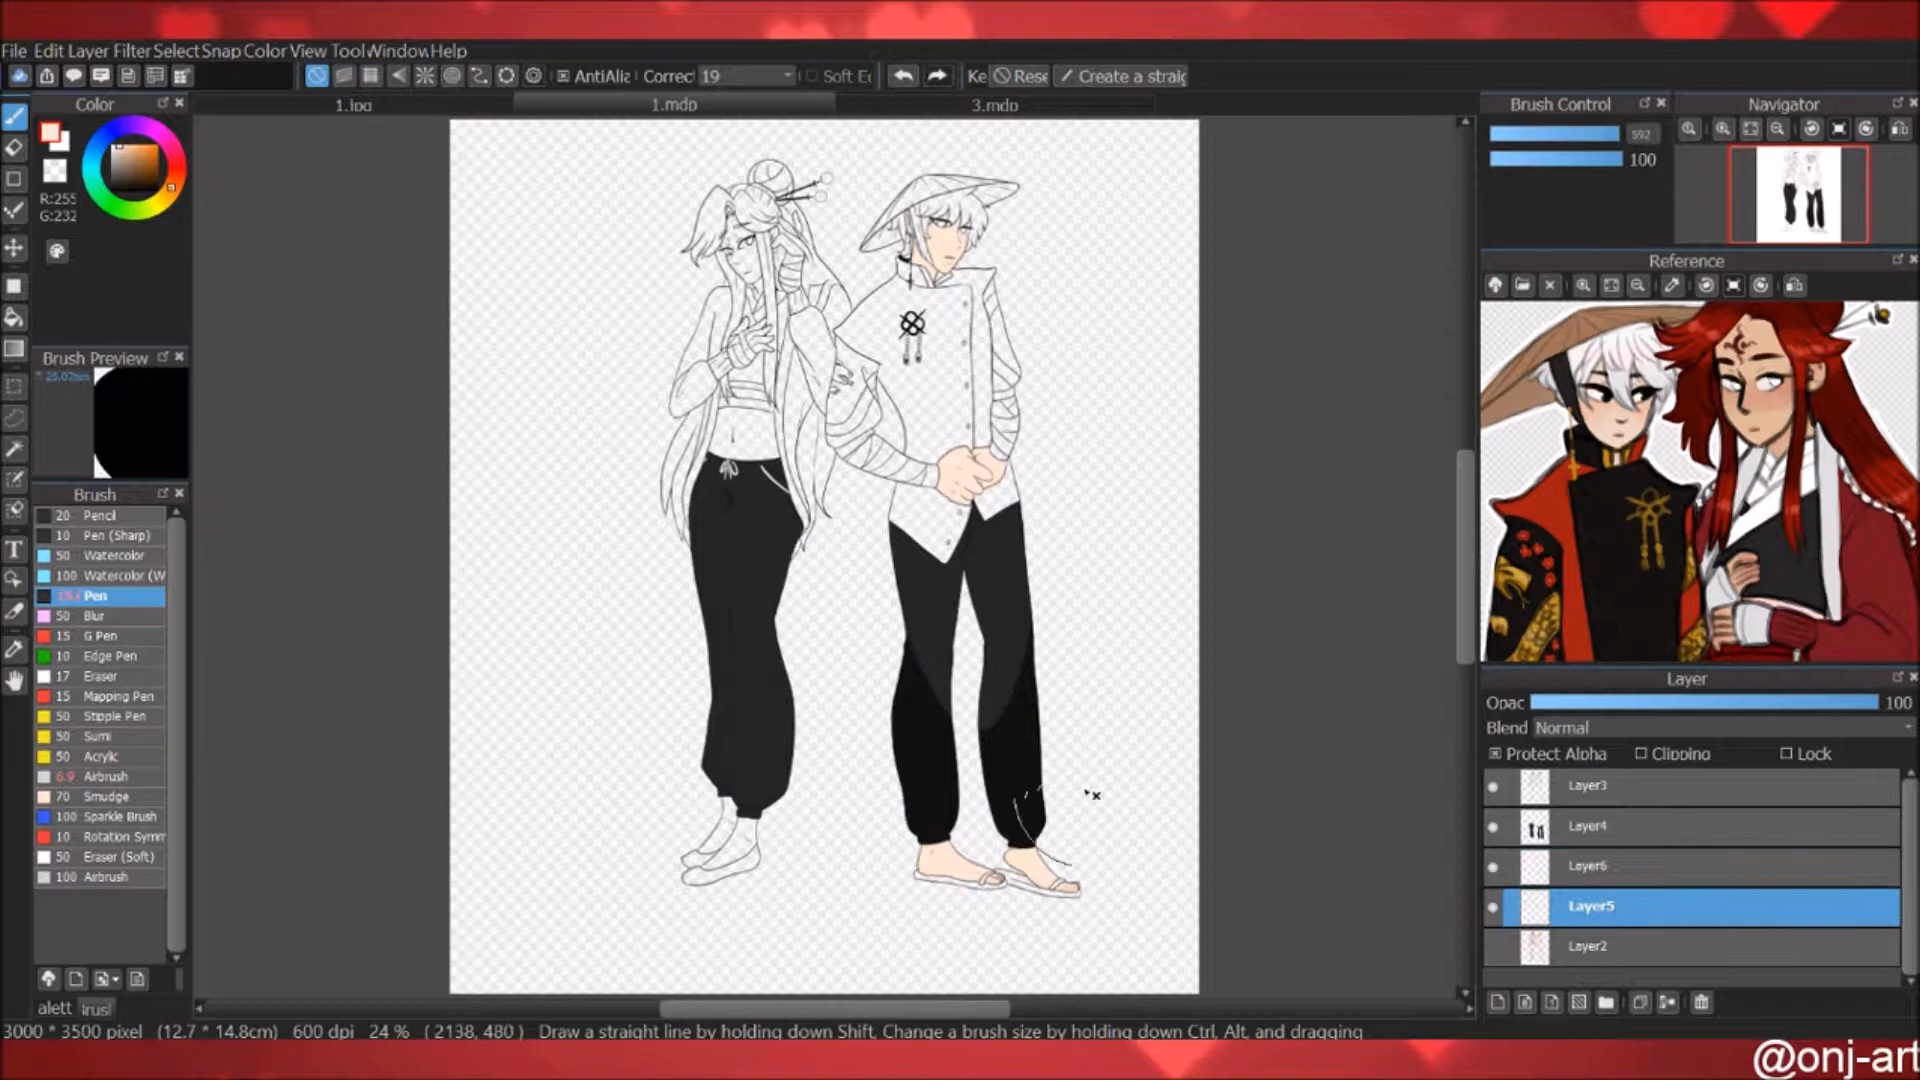 File Edit Layer Filter Select Snap Color View Tool Window Help
AntiAlia Correct 19 Soft Ed Ke Rese Create a straig
Color
1.jpg 1.mdp 3.mdp
Brush Control
Navigator
592
100
R:255
G:232
Reference
Brush Preview
Brush
20 Pencil
10 Pen (Sharp)
50 Watercolor
100 Watercolor (W
Pen
50 Blur
15 G Pen
10 Edge Pen
17 Eraser
15 Mapping Pen
50 Stipple Pen
50 Sumi
50 Acrylic
6.9 Airbrush
70 Smudge
100 Sparkle Brush
10 Rotation Symm
50 Eraser (Soft)
100 Airbrush
alett
Layer
Opac 100
Blend Normal
Protect Alpha Clipping Lock
Layer3
Layer4
Layer6
Layer5
Layer2
3000 * 3500 pixel (12.7 * 14.8cm) 600 dpi 24 % ( 2138, 480 ) Draw a straight line by holding down Shift, Change a brush size by holding down Ctrl, Alt, and dragging
@onj-art